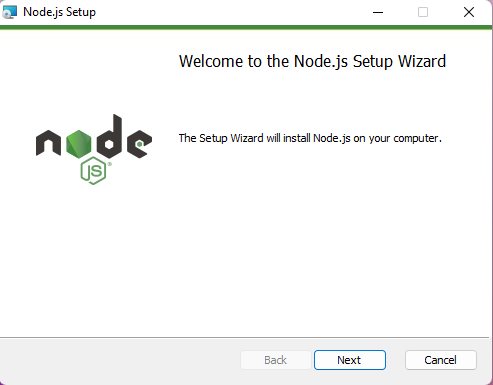 Node.js Setup
Welcome to the Node.js Setup Wizard
The Setup Wizard will install Node.js on your computer.
node
JS®
Back
Next
Cancel